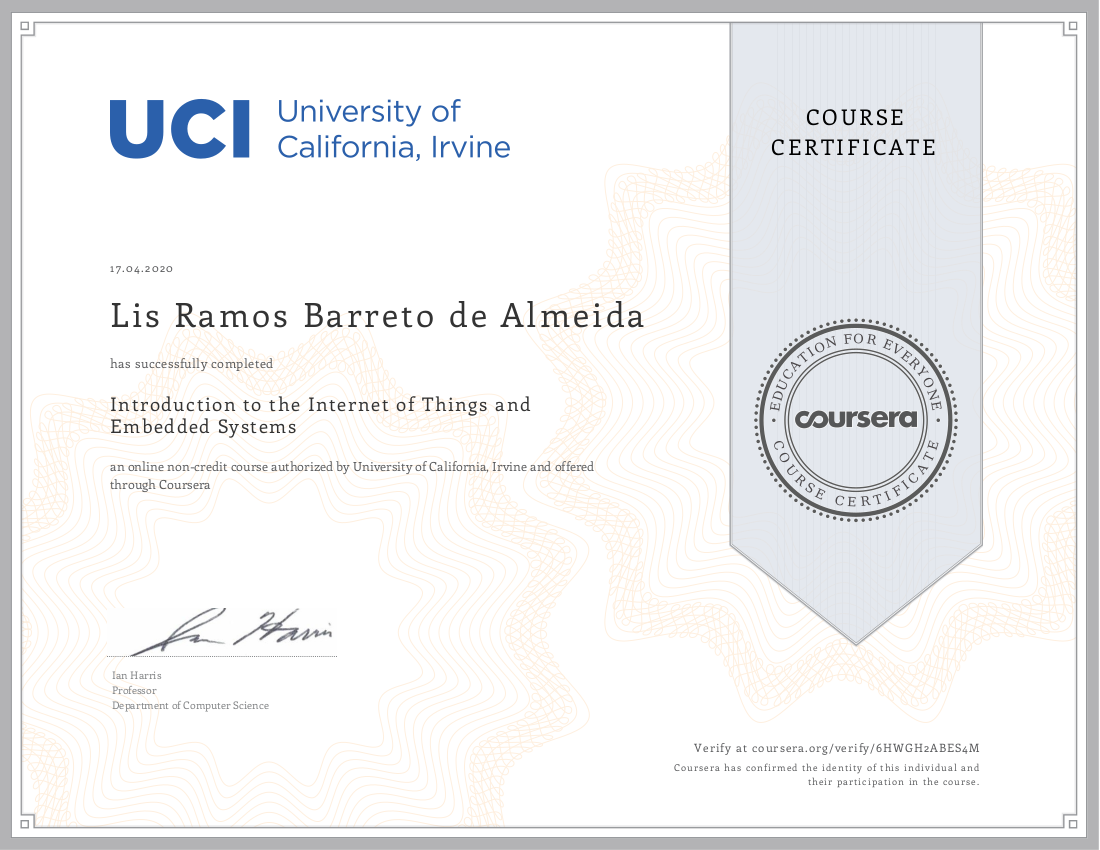 UCI University of
California, Irvine
COURSE
CERTIFICATE
17.04.2020
Lis Ramos Barreto de Almeida
has successfully completed
Introduction to the Internet of Things and
Embedded Systems
an online non-credit course authorized by University of California, Irvine and offered
through Coursera
EDUCATION FOR EVERYONE
coursera
COURSE CERTIFICATE
Ian Harris
Ian Harris
Professor
Department of Computer Science
Verify at coursera.org/verify/6HWGH2ABES4M
Coursera has confirmed the identity of this individual and
their participation in the course.